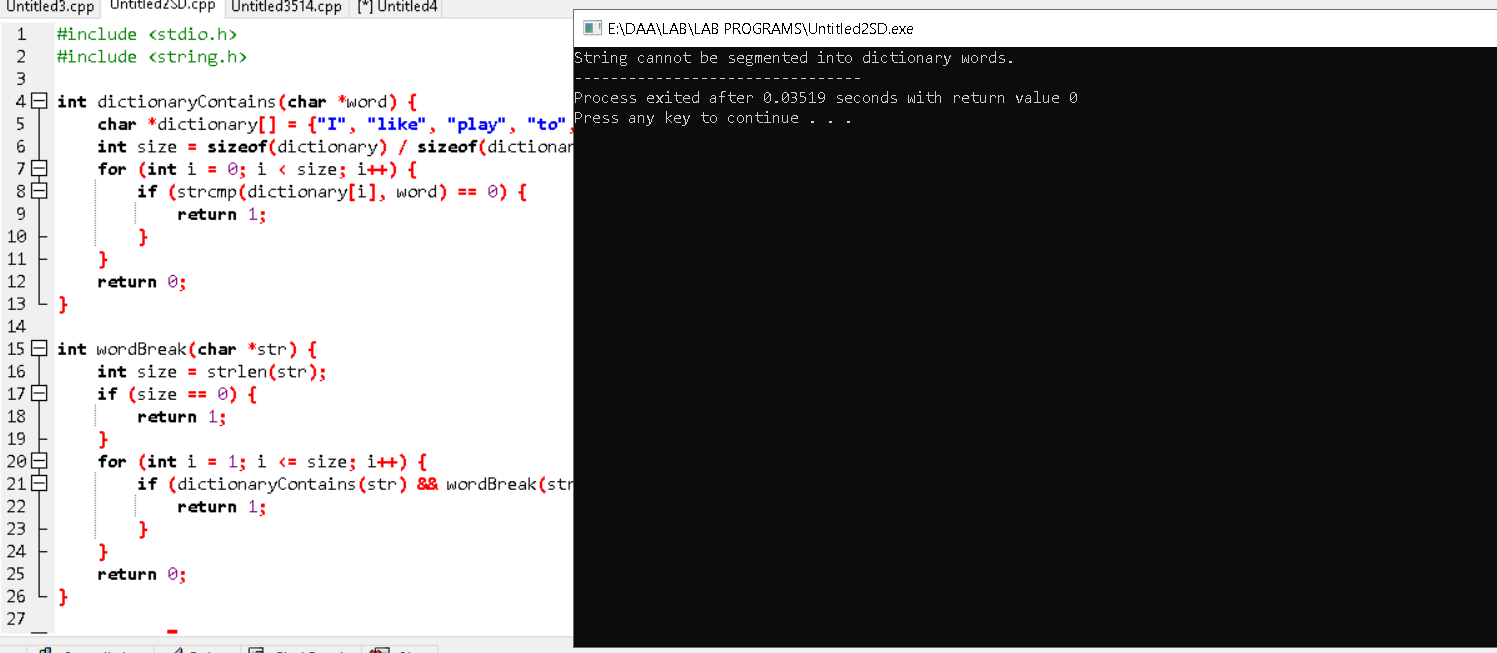 Untitled3.cpp Untitled2SD.cpp Untitled3514.cpp [*] Untitled4
1 #include <stdio.h>
2 #include <string.h>
3
4 int dictionaryContains(char *word) {
5 char *dictionary[] = {"I", "like", "play", "to",
6 int size = sizeof(dictionary) / sizeof(dictionar
7 for (int i = 0; i < size; i++) {
8 if (strcmp(dictionary[i], word) == 0) {
9 return 1;
10 }
11 }
12 return 0;
13 }
14
15 int wordBreak(char *str) {
16 int size = strlen(str);
17 if (size == 0) {
18 return 1;
19 }
20 for (int i = 1; i <= size; i++) {
21 if (dictionaryContains(str) && wordBreak(str
22 return 1;
23 }
24 }
25 return 0;
26 }
27
E:\DAA\LAB\LAB PROGRAMS\Untitled2SD.exe
String cannot be segmented into dictionary words.
--------------------------------
Process exited after 0.03519 seconds with return value 0
Press any key to continue . . .